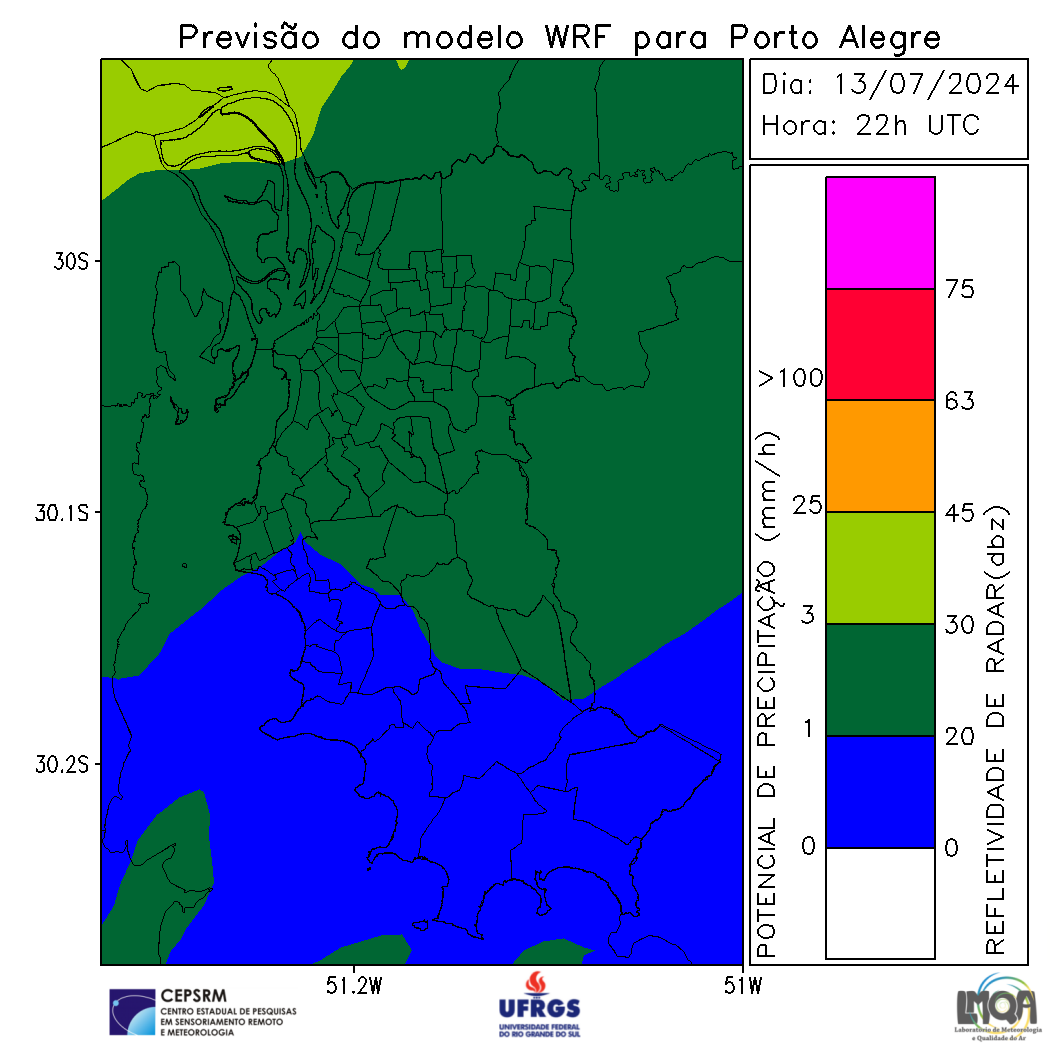 Previsão do modelo WRF para Porto Alegre
Dia: 13/07/2024
Hora: 22h UTC
30S
30.1S
30.2S
51.2W
51W
POTENCIAL DE PRECIPITAÇÃO (mm/h)
>100
25
3
1
0
75
63
45
30
20
0
REFLETIVIDADE DE RADAR(dbz)
CEPSRM
CENTRO ESTADUAL DE PESQUISAS
EM SENSORIAMENTO REMOTO
E METEOROLOGIA
UFRGS
UNIVERSIDADE FEDERAL
DO RIO GRANDE DO SUL
LMQA
Laboratório de Meteorologia
e Qualidade do Ar